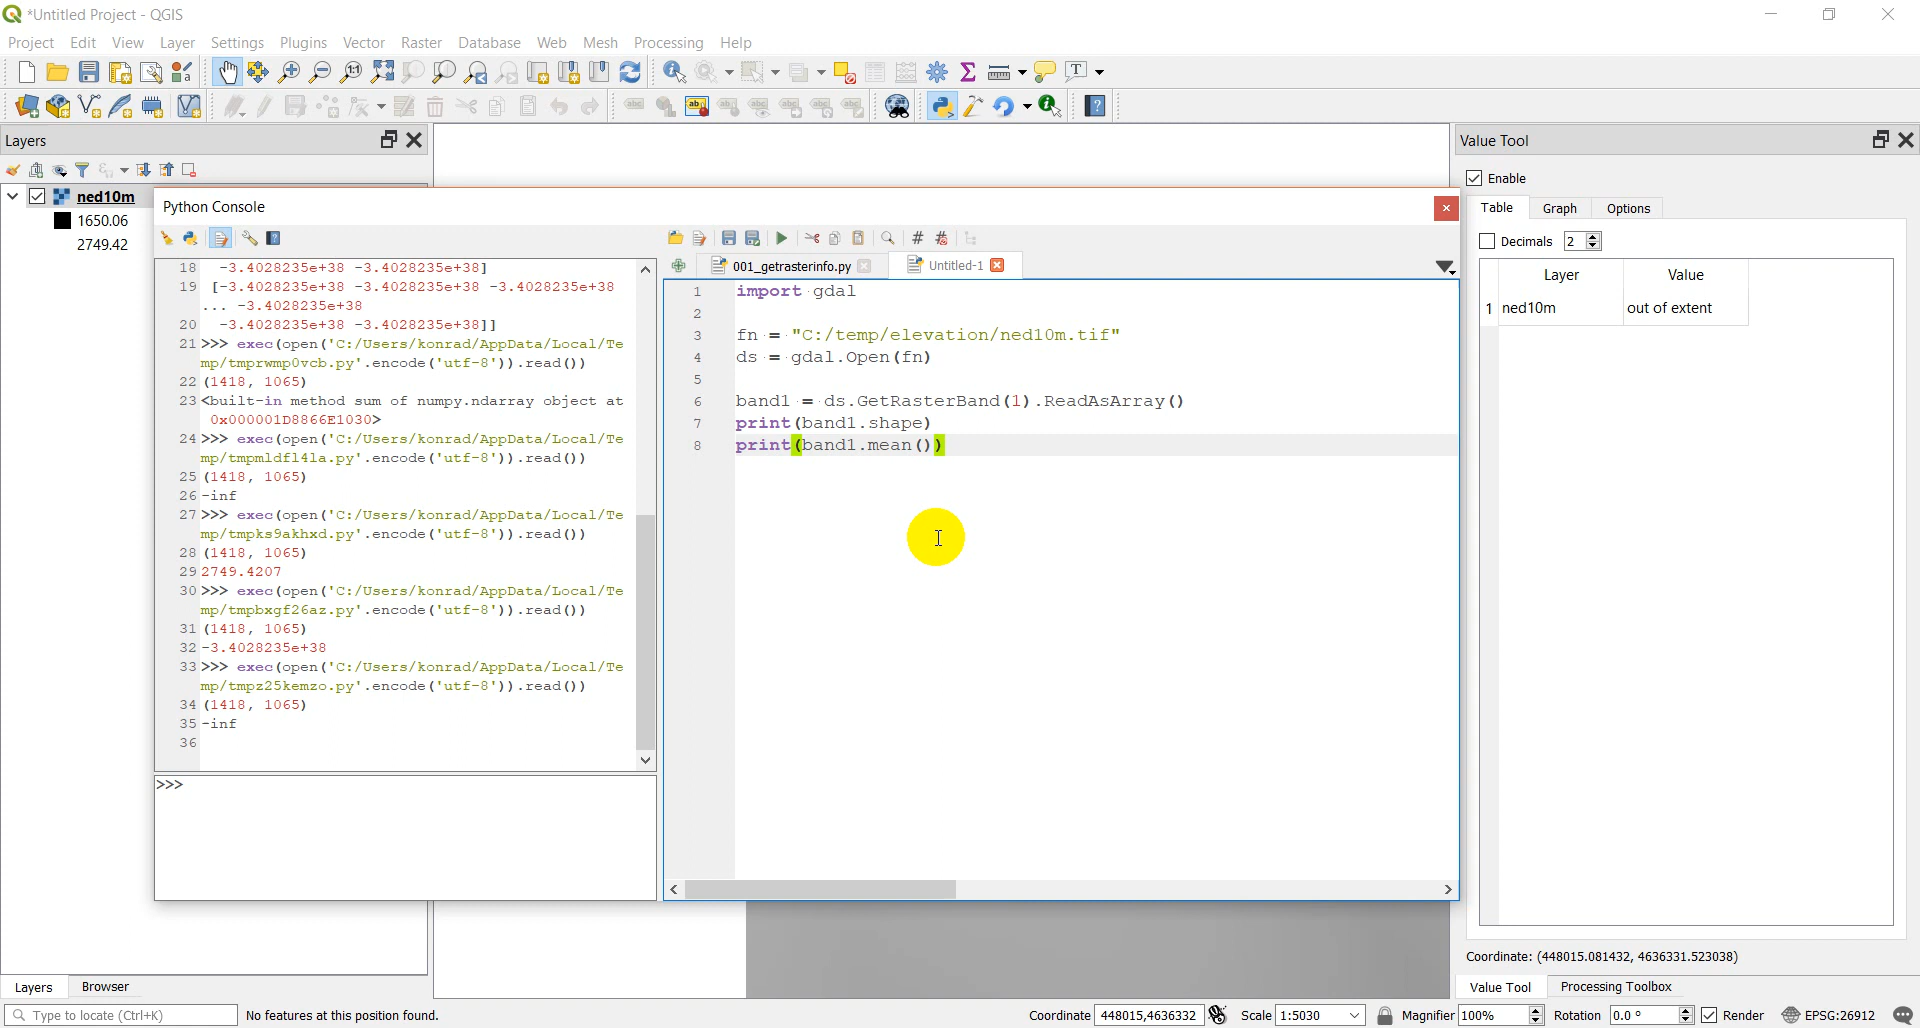 *Untitled Project - QGIS
Project Edit View Layer Settings Plugins Vector Raster Database Web Mesh Processing Help
Layers
ned10m
1650.06
2749.42
Python Console
18 -3.4028235e+38 -3.4028235e+38]
19 [-3.4028235e+38 -3.4028235e+38 -3.4028235e+38
... -3.4028235e+38
20 -3.4028235e+38 -3.4028235e+38]]
21 >>> exec(open('C:/Users/konrad/AppData/Local/Te
mp/tmprwmp0vcb.py'.encode('utf-8')).read())
22 (1418, 1065)
23 <built-in method sum of numpy.ndarray object at
0x000001D8866E1030>
24 >>> exec(open('C:/Users/konrad/AppData/Local/Te
mp/tmpmldfl4la.py'.encode('utf-8')).read())
25 (1418, 1065)
26 -inf
27 >>> exec(open('C:/Users/konrad/AppData/Local/Te
mp/tmpks9akhxd.py'.encode('utf-8')).read())
28 (1418, 1065)
29 2749.4207
30 >>> exec(open('C:/Users/konrad/AppData/Local/Te
mp/tmpbxgf26az.py'.encode('utf-8')).read())
31 (1418, 1065)
32 -3.4028235e+38
33 >>> exec(open('C:/Users/konrad/AppData/Local/Te
mp/tmpz25kemzo.py'.encode('utf-8')).read())
34 (1418, 1065)
35 -inf
36
>>>
001_getrasterinfo.py Untitled-1
1 import gdal
2
3 fn = "C:/temp/elevation/ned10m.tif"
4 ds = gdal.Open(fn)
5
6 band1 = ds.GetRasterBand(1).ReadAsArray()
7 print(band1.shape)
8 print(band1.mean())
Value Tool
Enable
Table Graph Options
Decimals 2
Layer Value
1 ned10m out of extent
Coordinate: (448015.081432, 4636331.523038)
Layers Browser
Value Tool Processing Toolbox
Type to locate (Ctrl+K) No features at this position found. Coordinate 448015,4636332 Scale 1:5030 Magnifier 100% Rotation 0.0 ° Render EPSG:26912